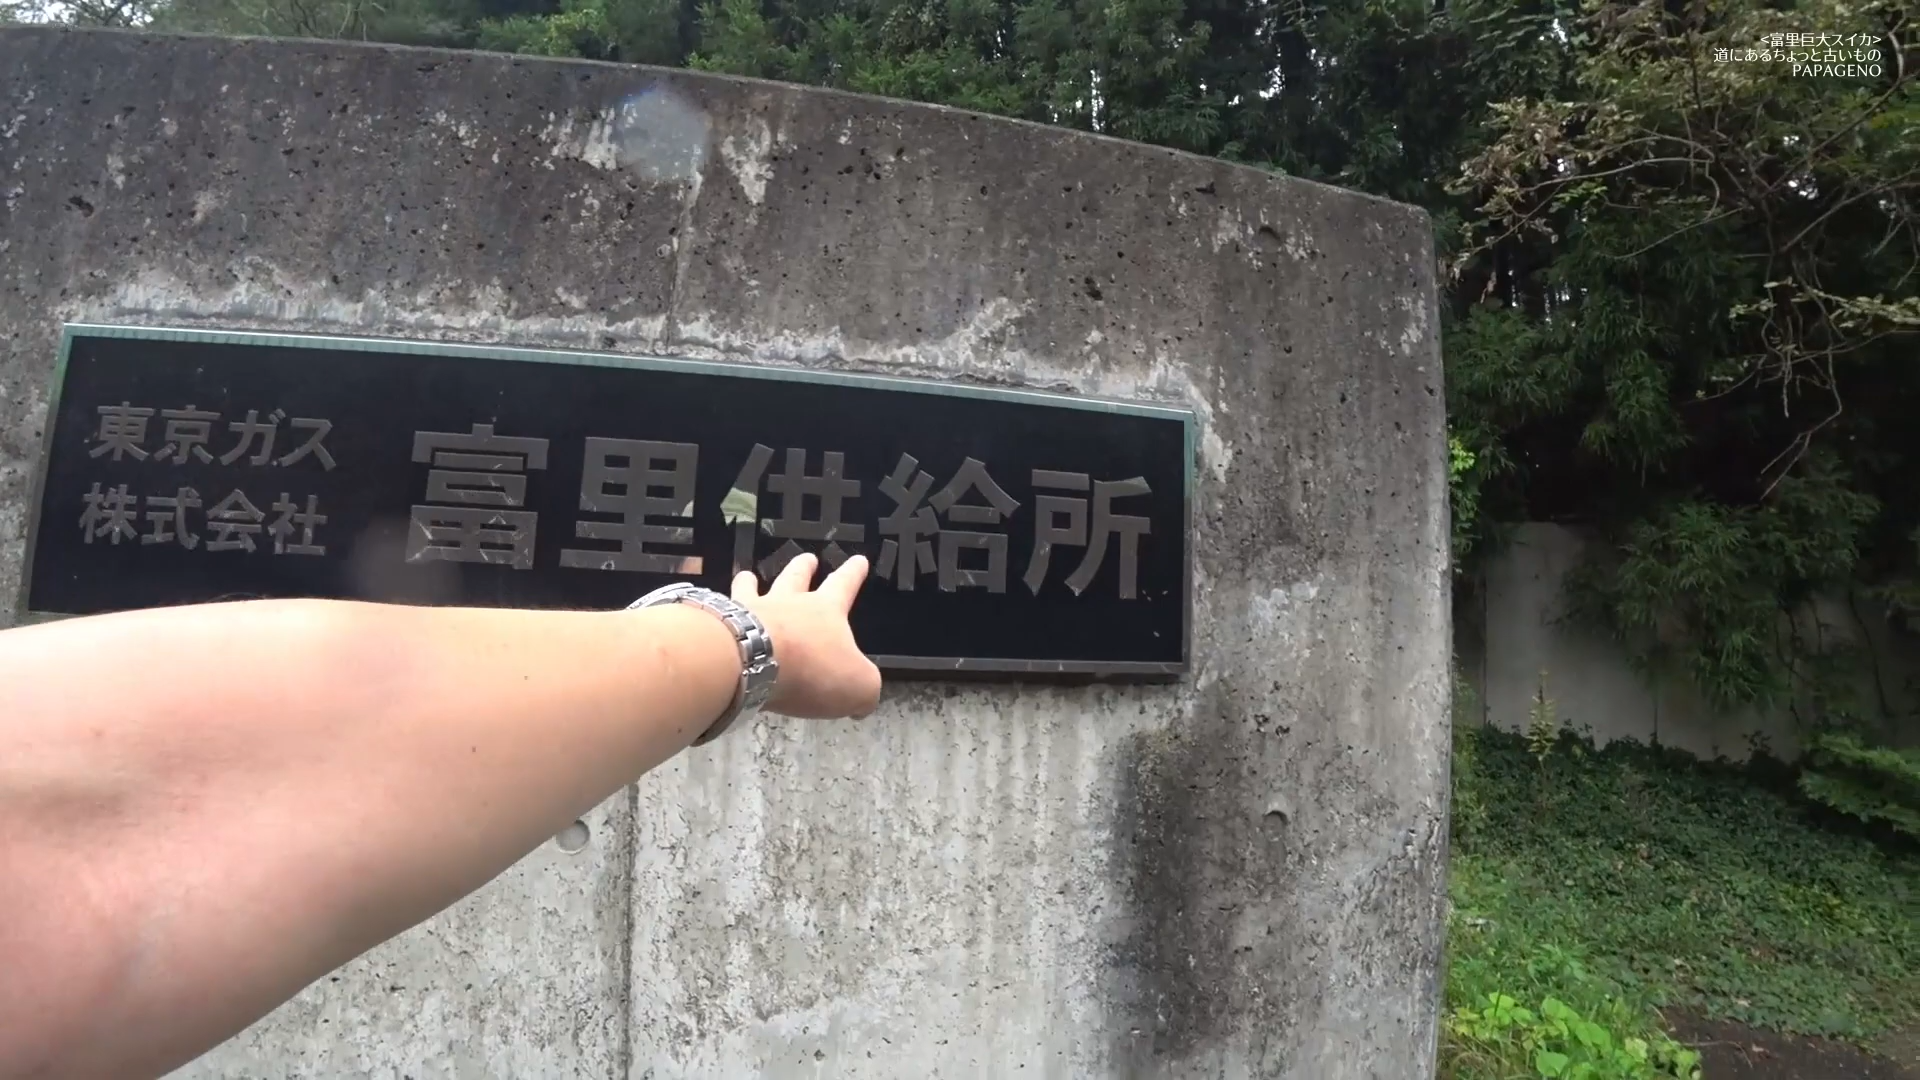 <富里巨大スイカ>
道にあるちょっと古いもの
PAPAGENO
東京ガス
株式会社
富里供給所